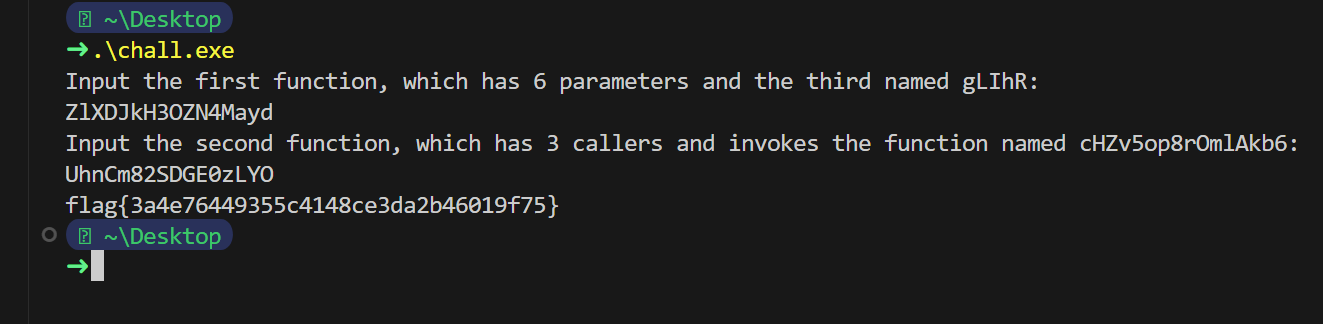 ~\Desktop
➜.\chall.exe
Input the first function, which has 6 parameters and the third named gLIhR:
ZlXDJkH3OZN4Mayd
Input the second function, which has 3 callers and invokes the function named cHZv5op8rOmlAkb6:
UhnCm82SDGE0zLYO
flag{3a4e76449355c4148ce3da2b46019f75}
~\Desktop
➜